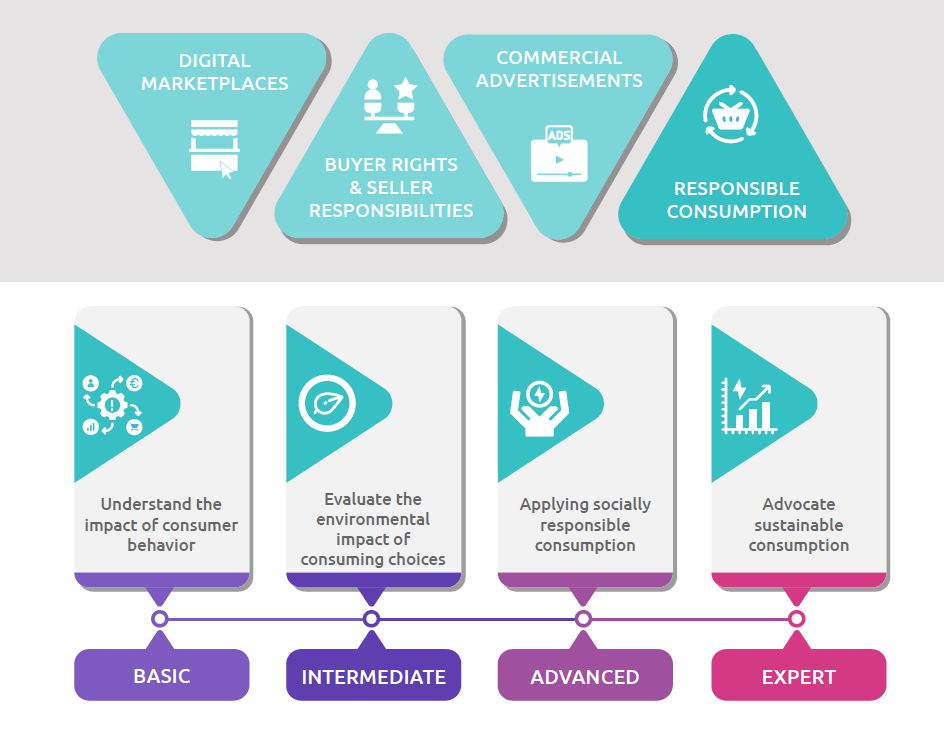 DIGITAL
MARKETPLACES
BUYER RIGHTS
& SELLER
RESPONSIBILITIES
COMMERCIAL
ADVERTISEMENTS
ADS
RESPONSIBLE
CONSUMPTION
Understand the
impact of consumer
behavior
Evaluate the
environmental
impact of
consuming choices
Applying socially
responsible
consumption
Advocate
sustainable
consumption
BASIC
INTERMEDIATE
ADVANCED
EXPERT